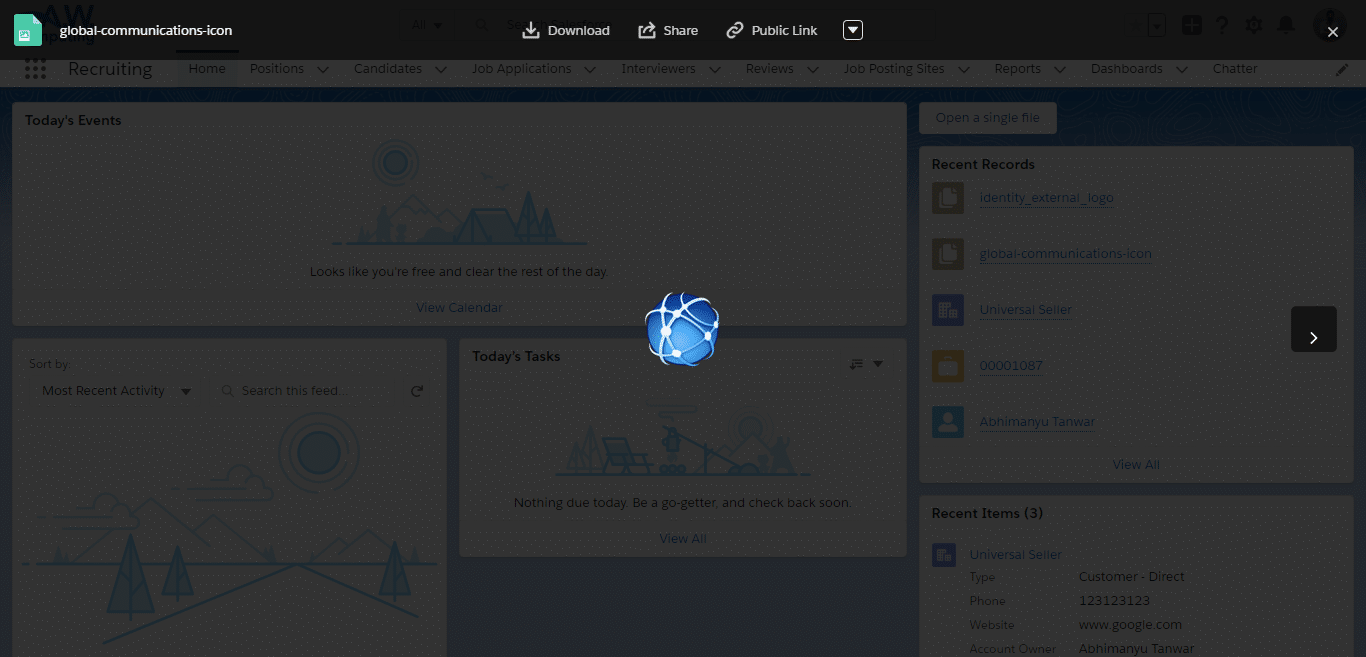 global-communications-icon
Download
Share
Public Link
All
Recruiting
Home
Positions
Candidates
Job Applications
Interviewers
Reviews
Job Posting Sites
Reports
Dashboards
Chatter
Today's Events
Looks like you're free and clear the rest of the day.
View Calendar
Sort by:
Most Recent Activity
Search this feed...
Today's Tasks
Nothing due today. Be a go-getter, and check back soon.
View All
Open a single file
Recent Records
identity_external_logo
global-communications-icon
Universal Seller
00001087
Abhimanyu Tanwar
View All
Recent Items (3)
Universal Seller
Type Customer - Direct
Phone 123123123
Website www.google.com
Account Owner Abhimanyu Tanwar